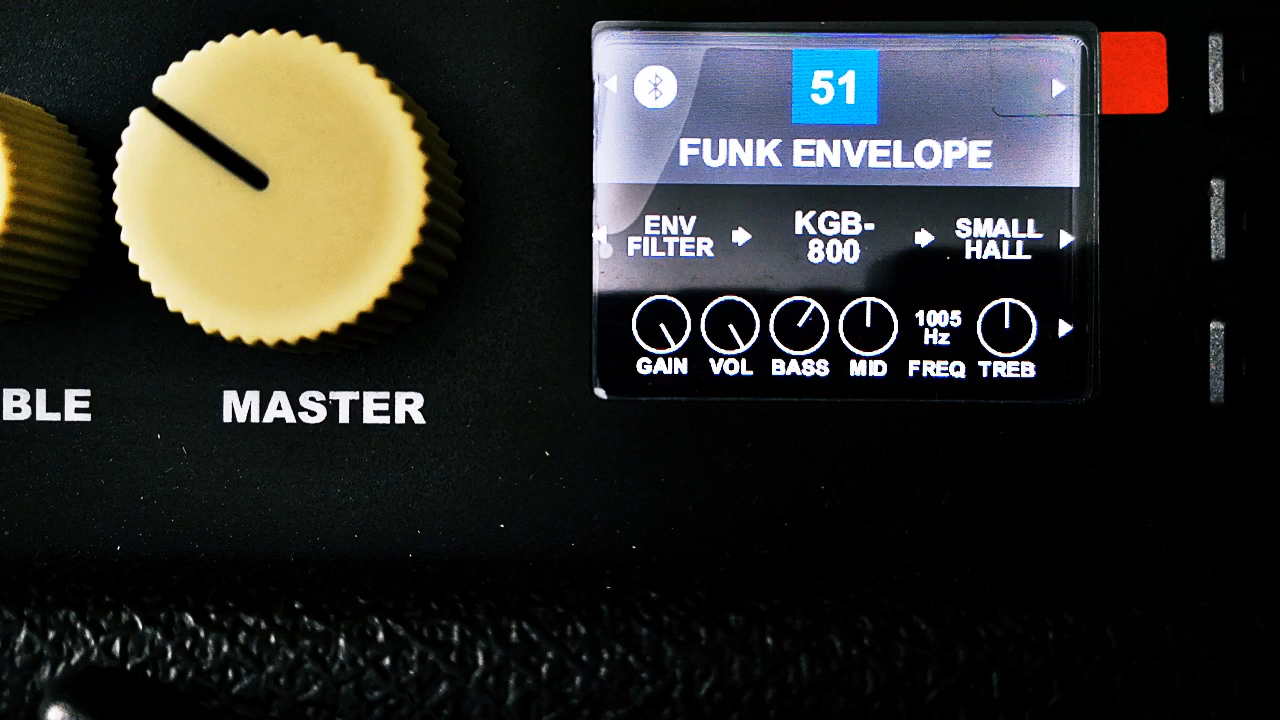 51
FUNK ENVELOPE
ENV FILTER
KGB-800
SMALL HALL
1005 Hz
GAIN VOL BASS MID FREQ TREB
BLE MASTER